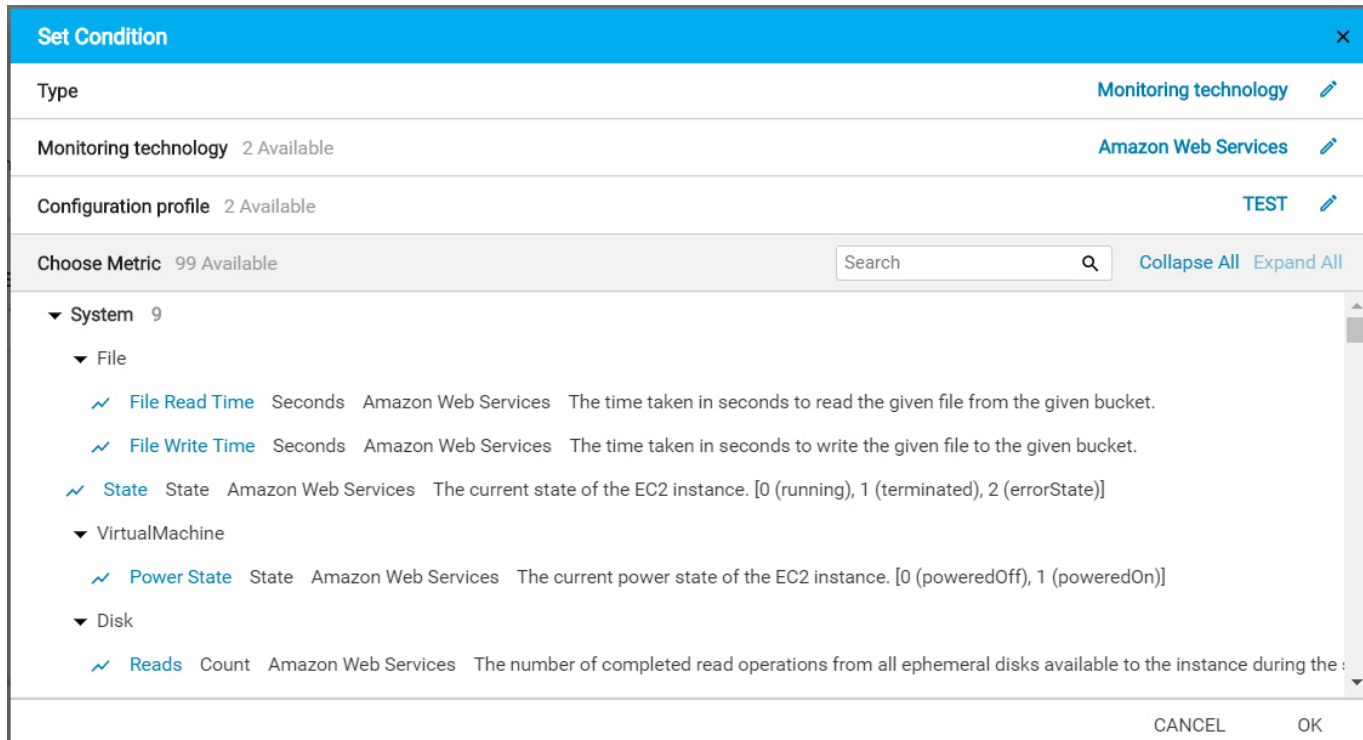 Set Condition
Type Monitoring technology
Monitoring technology 2 Available Amazon Web Services
Configuration profile 2 Available TEST
Choose Metric 99 Available Search Collapse All Expand All
System 9
File
File Read Time Seconds Amazon Web Services The time taken in seconds to read the given file from the given bucket.
File Write Time Seconds Amazon Web Services The time taken in seconds to write the given file to the given bucket.
State State Amazon Web Services The current state of the EC2 instance. [0 (running), 1 (terminated), 2 (errorState)]
VirtualMachine
Power State State Amazon Web Services The current power state of the EC2 instance. [0 (poweredOff), 1 (poweredOn)]
Disk
Reads Count Amazon Web Services The number of completed read operations from all ephemeral disks available to the instance during the
CANCEL OK